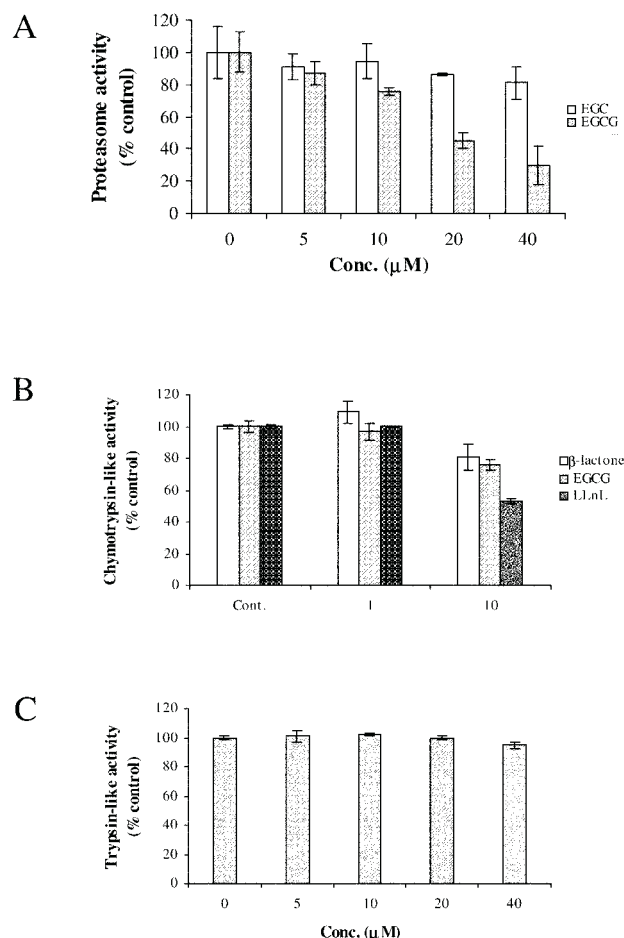 A
Proteasome activity
(% control)
120
100
80
60
40
20
0
0 5 10 20 40
Conc. (μM)
EGC
EGCG
B
Chymotrypsin-like activity
(% control)
120
100
80
60
40
20
0
Cont. 1 10
β-lactone
EGCG
LLnL
C
Trypsin-like activity
(% control)
120
100
80
60
40
20
0
0 5 10 20 40
Conc. (μM)